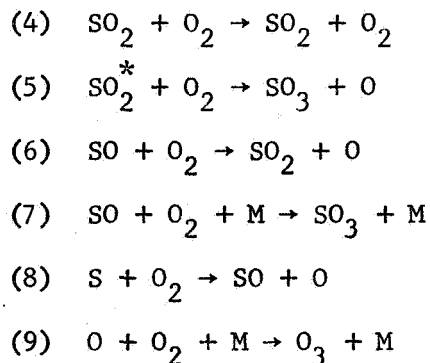 (4) SO₂ + O₂ → SO₂ + O₂
(5) SO₂* + O₂ → SO₃ + O
(6) SO + O₂ → SO₂ + O
(7) SO + O₂ + M → SO₃ + M
(8) S + O₂ → SO + O
(9) O + O₂ + M → O₃ + M